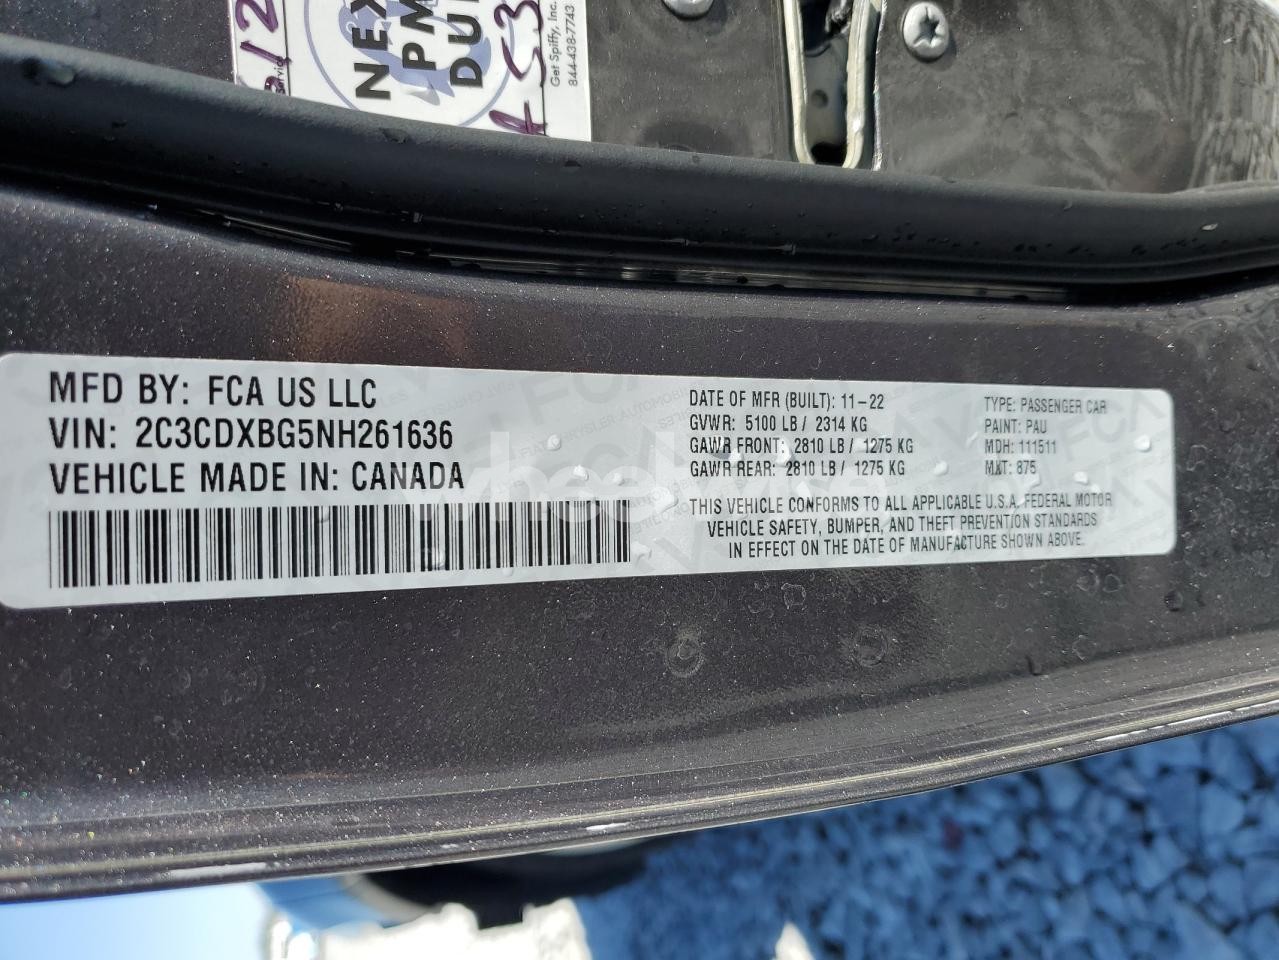 NEX
PM
DU
Get Spiffy, Inc.
844-438-7743
MFD BY: FCA US LLC
VIN: 2C3CDXBG5NH261636
VEHICLE MADE IN: CANADA
DATE OF MFR (BUILT): 11-22
GVWR: 5100 LB / 2314 KG
GAWR FRONT: 2810 LB / 1275 KG
GAWR REAR: 2810 LB / 1275 KG
TYPE: PASSENGER CAR
PAINT: PAU
MDH: 111511
MXT: 875
THIS VEHICLE CONFORMS TO ALL APPLICABLE U.S.A. FEDERAL MOTOR
VEHICLE SAFETY, BUMPER, AND THEFT PREVENTION STANDARDS
IN EFFECT ON THE DATE OF MANUFACTURE SHOWN ABOVE.